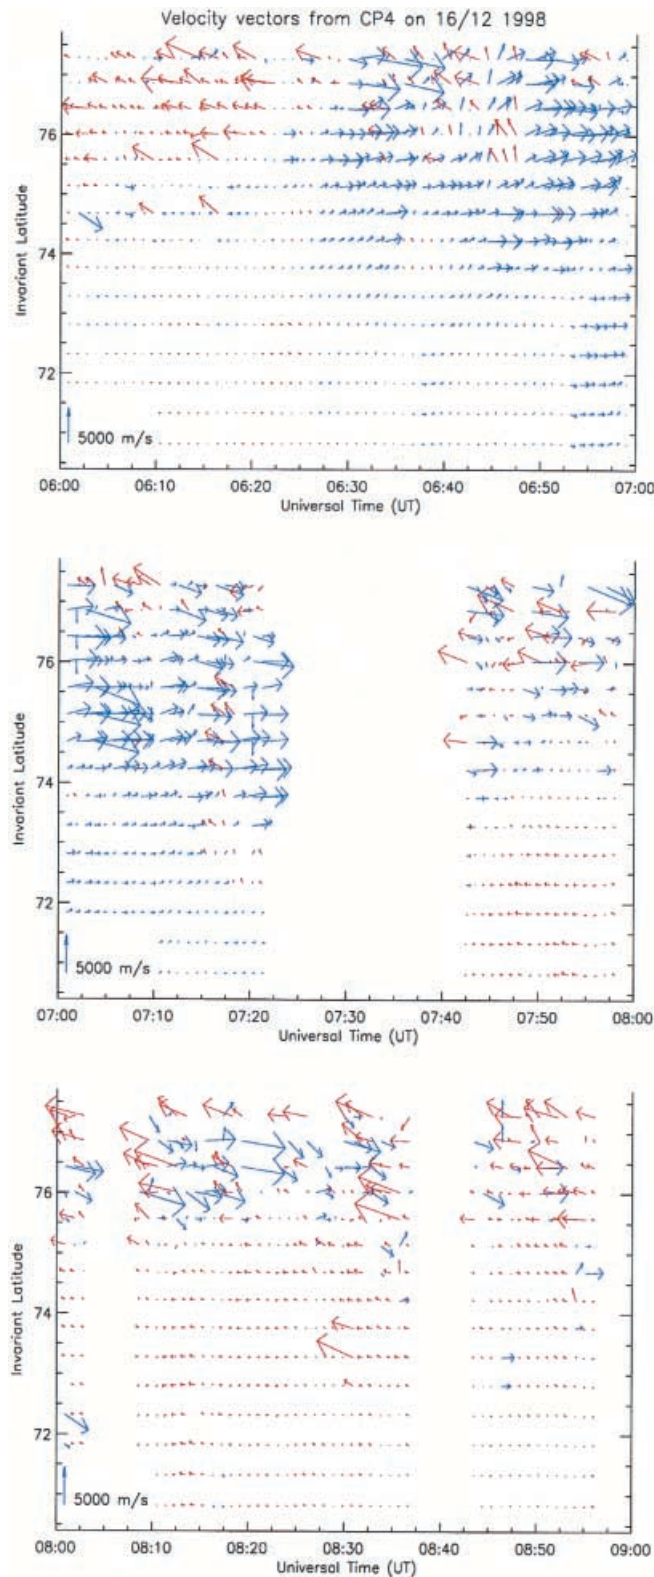 Velocity vectors from CP4 on 16/12 1998
Invariant Latitude
76
74
72
5000 m/s
06:00 06:10 06:20 06:30 06:40 06:50 07:00
Universal Time (UT)
Invariant Latitude
76
74
72
5000 m/s
07:00 07:10 07:20 07:30 07:40 07:50 08:00
Universal Time (UT)
Invariant Latitude
76
74
72
5000 m/s
08:00 08:10 08:20 08:30 08:40 08:50 09:00
Universal Time (UT)